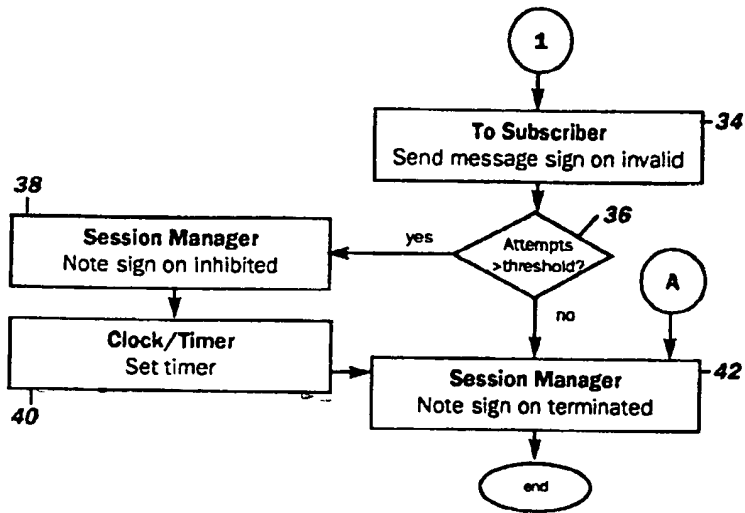 1
34
To Subscriber
Send message sign on invalid
38
36
Session Manager
Note sign on inhibited
yes
Attempts
>threshold?
A
no
Clock/Timer
Set timer
40
42
Session Manager
Note sign on terminated
end